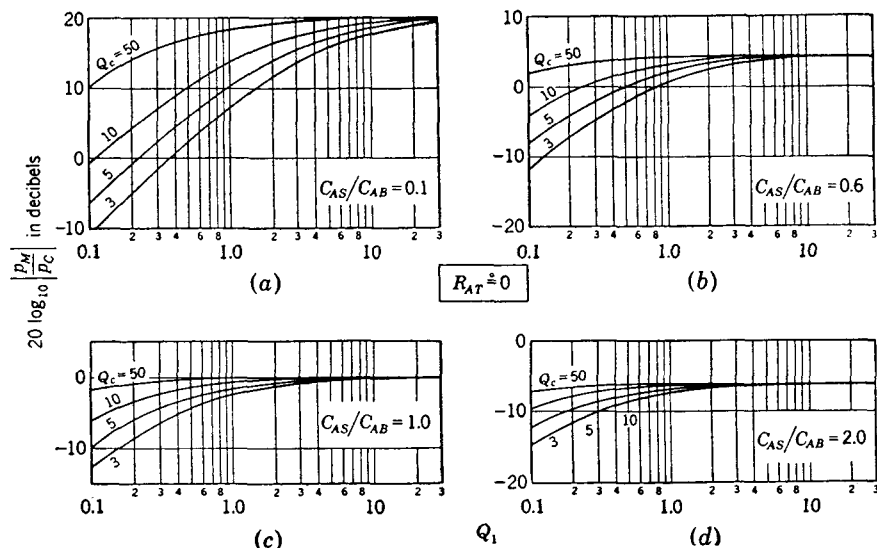 20 log₁₀ |p_M / p_C| in decibels
20
10
0
-10
Q_c = 50
10
5
3
C_AS/C_AB = 0.1
0.1 2 3 4 6 8 1.0 2 3 4 6 8 10 2 3
(a)
10
0
-10
-20
Q_c = 50
10
5
3
C_AS/C_AB = 0.6
0.1 2 3 4 6 8 1.0 2 3 4 6 8 10 2 3
(b)
R_AT ≐ 0
0
-10
Q_c = 50
10
5
3
C_AS/C_AB = 1.0
0.1 2 3 4 6 8 1.0 2 3 4 6 8 10 2 3
(c)
0
-10
-20
Q_c = 50
3 5 10
C_AS/C_AB = 2.0
0.1 2 3 4 6 8 1.0 2 3 4 6 8 10 2 3
Q₁
(d)